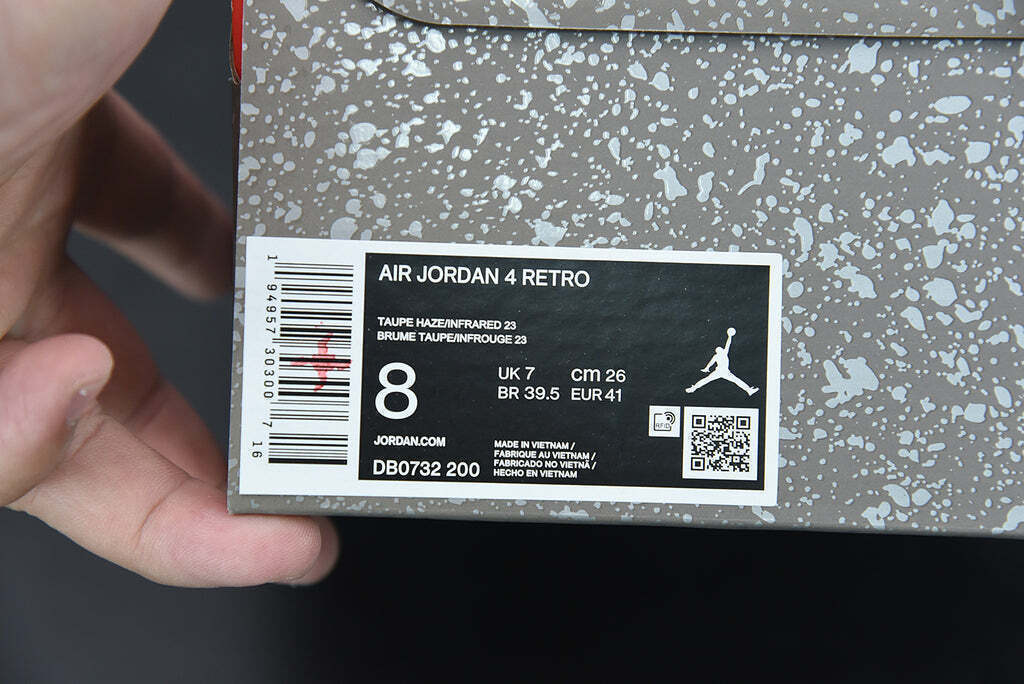 1 94957 30300 7 16
AIR JORDAN 4 RETRO
TAUPE HAZE/INFRARED 23
BRUME TAUPE/INFROUGE 23
8
UK 7 cm 26
BR 39.5 EUR 41
JORDAN.COM
DB0732 200
MADE IN VIETNAM /
FABRIQUE AU VIETNAM /
FABRICADO NO VIETNÃ /
HECHO EN VIETNAM
RFID